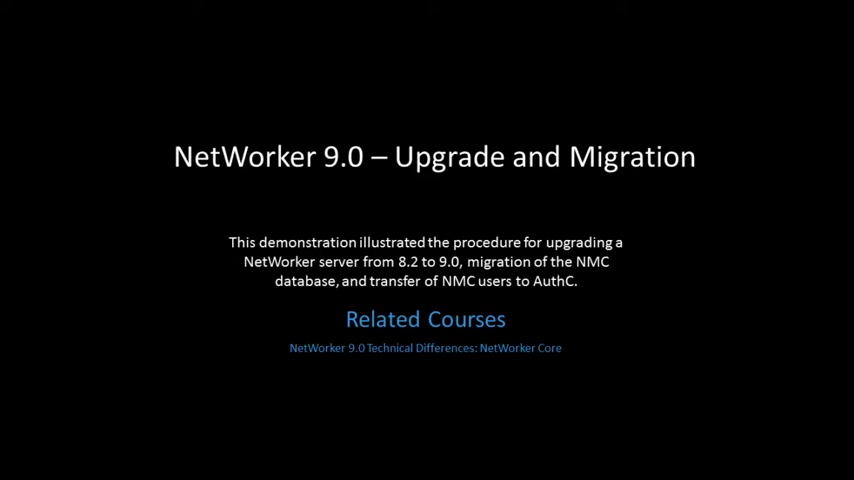 NetWorker 9.0 – Upgrade and Migration
This demonstration illustrated the procedure for upgrading a
NetWorker server from 8.2 to 9.0, migration of the NMC
database, and transfer of NMC users to AuthC.
Related Courses
NetWorker 9.0 Technical Differences: NetWorker Core